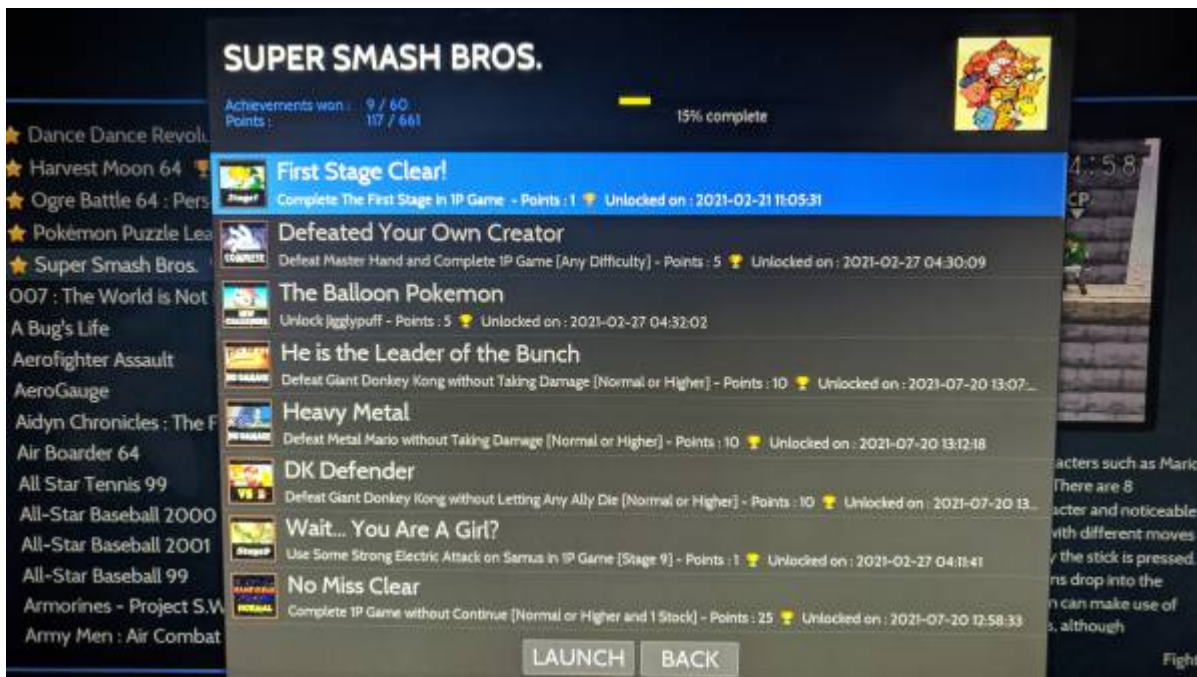 SUPER SMASH BROS.
Achievements won : 9 / 60
Points : 117 / 661
15% complete
First Stage Clear!
Complete The First Stage in 1P Game - Points : 1 Unlocked on : 2021-02-21 11:05:31
Defeated Your Own Creator
Defeat Master Hand and Complete 1P Game [Any Difficulty] - Points : 5 Unlocked on : 2021-02-27 04:30:09
The Balloon Pokemon
Unlock Jigglypuff - Points : 5 Unlocked on : 2021-02-27 04:32:02
He is the Leader of the Bunch
Defeat Giant Donkey Kong without Taking Damage [Normal or Higher] - Points : 10 Unlocked on : 2021-07-20 13:07:...
Heavy Metal
Defeat Metal Mario without Taking Damage [Normal or Higher] - Points : 10 Unlocked on : 2021-07-20 13:12:18
DK Defender
Defeat Giant Donkey Kong without Letting Any Ally Die [Normal or Higher] - Points : 10 Unlocked on : 2021-07-20 13...
Wait... You Are A Girl?
Use Some Strong Electric Attack on Samus in 1P Game [Stage 9] - Points : 1 Unlocked on : 2021-02-27 04:11:41
No Miss Clear
Complete 1P Game without Continue [Normal or Higher and 1 Stock] - Points : 25 Unlocked on : 2021-07-20 12:58:33
LAUNCH BACK
Dance Dance Revolu
Harvest Moon 64
Ogre Battle 64 : Pers
Pokémon Puzzle Lea
Super Smash Bros.
007 : The World is Not
A Bug's Life
Aerofighter Assault
AeroGauge
Aidyn Chronicles : The F
Air Boarder 64
All Star Tennis 99
All-Star Baseball 2000
All-Star Baseball 2001
All-Star Baseball 99
Armorines - Project S.W
Army Men : Air Combat
4:58
CP
acters such as Mario
There are 8
acter and noticeable
with different moves
y the stick is pressed.
ns drop into the
n can make use of
s, although
Fight